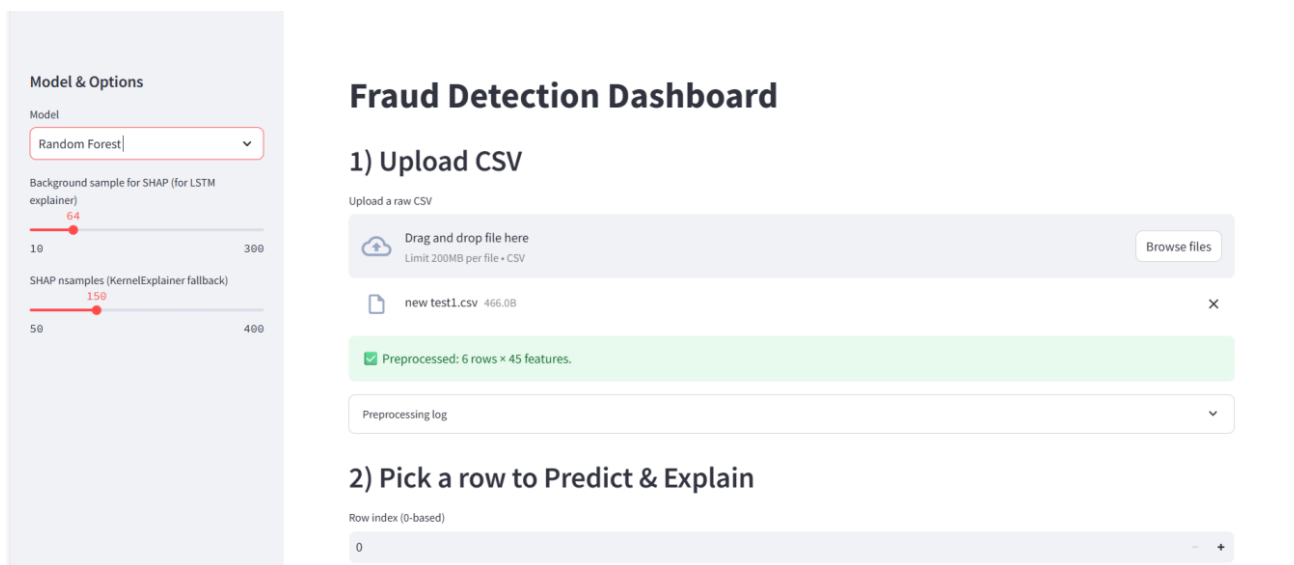 Model & Options
Model
Random Forest
Background sample for SHAP (for LSTM
explainer)
64
10 300
SHAP nsamples (KernelExplainer fallback)
150
50 400
Fraud Detection Dashboard
1) Upload CSV
Upload a raw CSV
Drag and drop file here
Limit 200MB per file • CSV
Browse files
new test1.csv 466.0B
Preprocessed: 6 rows × 45 features.
Preprocessing log
2) Pick a row to Predict & Explain
Row index (0-based)
0